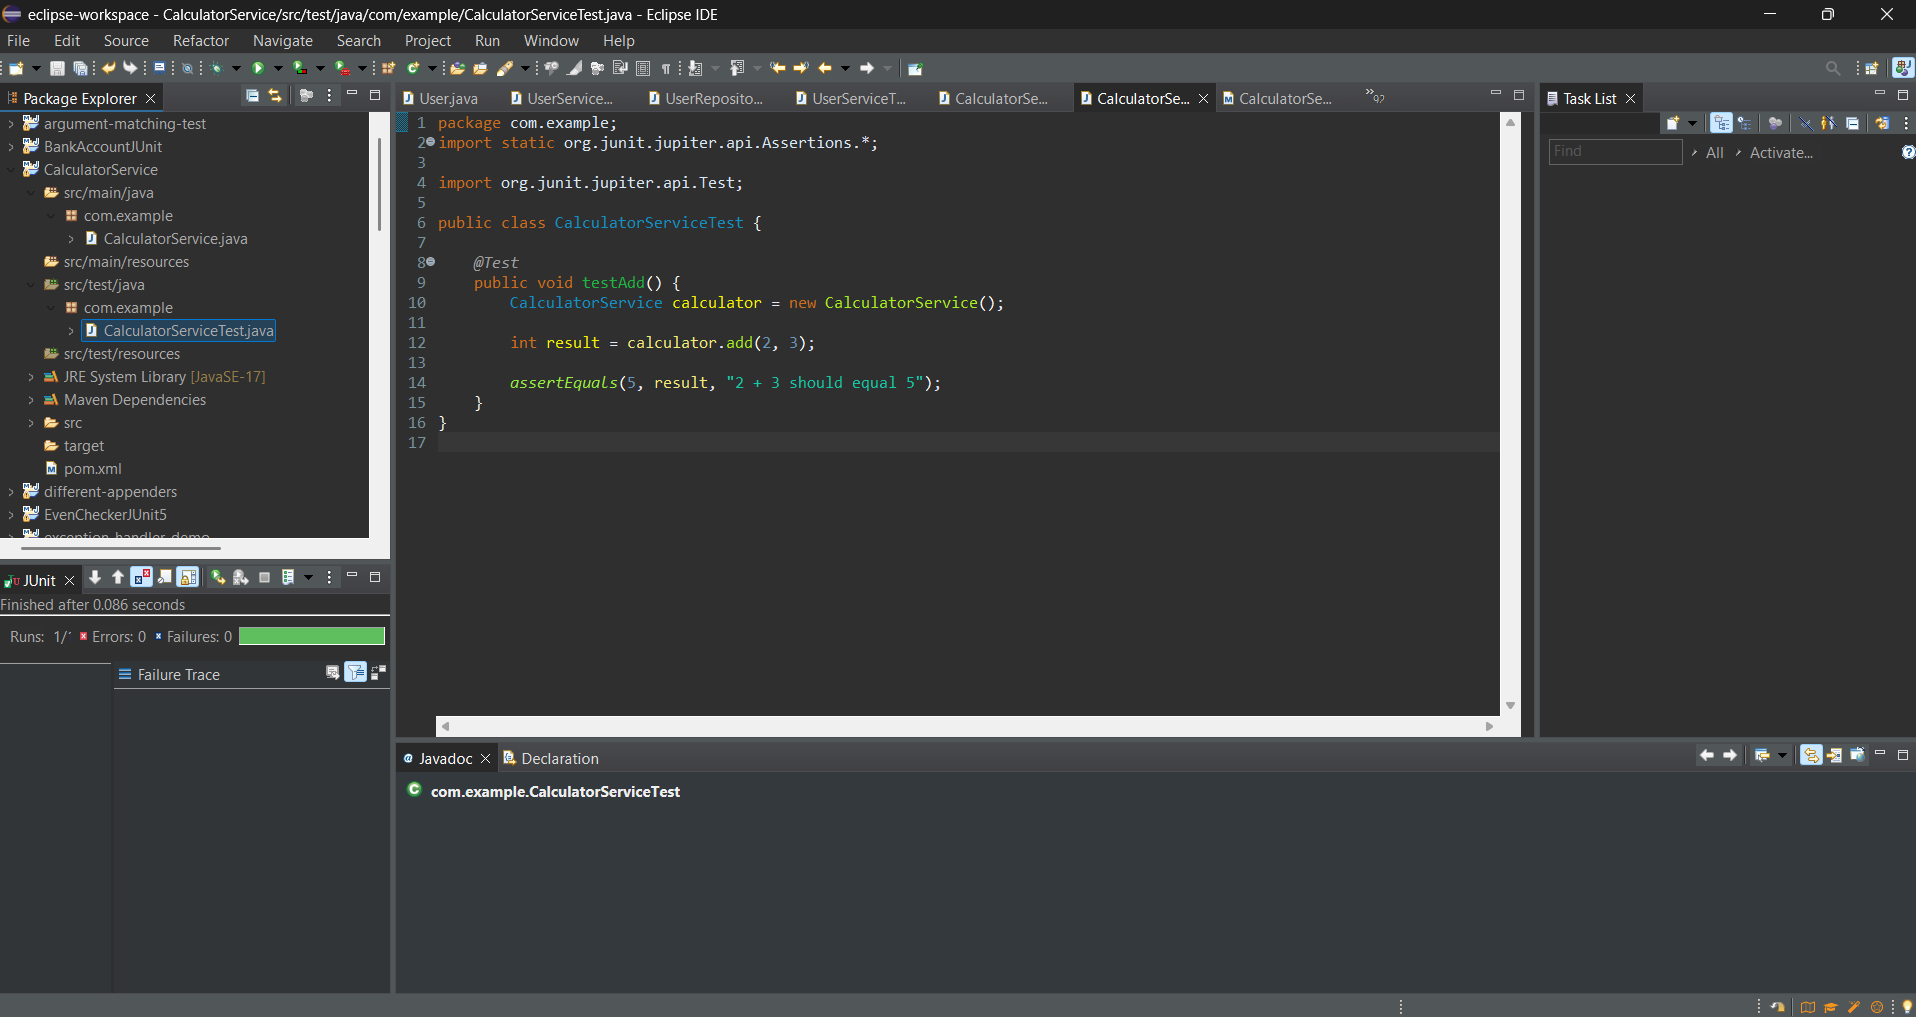 eclipse-workspace - CalculatorService/src/test/java/com/example/CalculatorServiceTest.java - Eclipse IDE
File Edit Source Refactor Navigate Search Project Run Window Help
Package Explorer
argument-matching-test
BankAccountJUnit
CalculatorService
src/main/java
com.example
CalculatorService.java
src/main/resources
src/test/java
com.example
CalculatorServiceTest.java
src/test/resources
JRE System Library [JavaSE-17]
Maven Dependencies
src
target
pom.xml
different-appenders
EvenCheckerJUnit5
exception-handler-demo
JUnit
Finished after 0.086 seconds
Runs: 1/1 Errors: 0 Failures: 0
Failure Trace
User.java UserService... UserReposito... UserServiceT... CalculatorSe... CalculatorSe... CalculatorSe... »97
1 package com.example;
2 import static org.junit.jupiter.api.Assertions.*;
3
4 import org.junit.jupiter.api.Test;
5
6 public class CalculatorServiceTest {
7
8 @Test
9 public void testAdd() {
10 CalculatorService calculator = new CalculatorService();
11
12 int result = calculator.add(2, 3);
13
14 assertEquals(5, result, "2 + 3 should equal 5");
15 }
16 }
17
Task List
Find All Activate...
Javadoc Declaration
com.example.CalculatorServiceTest